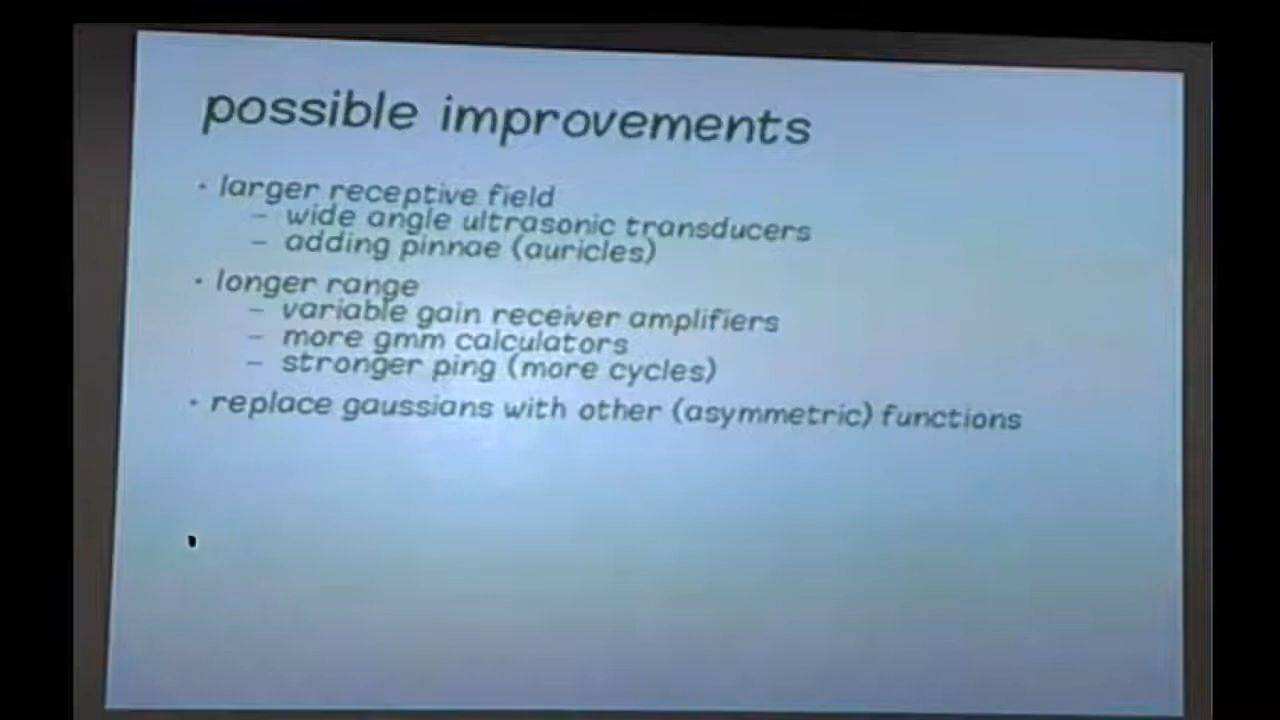 possible improvements
· larger receptive field
– wide angle ultrasonic transducers
– adding pinnae (auricles)
· longer range
– variable gain receiver amplifiers
– more gmm calculators
– stronger ping (more cycles)
· replace gaussians with other (asymmetric) functions